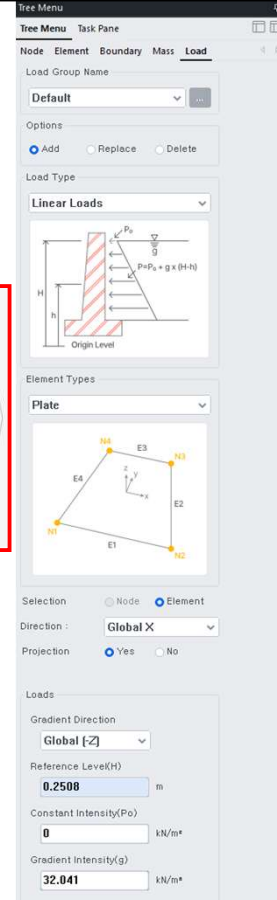 Tree Menu
Tree Menu Task Pane
Node Element Boundary Mass Load
Load Group Name
Default
...
Options
Add Replace Delete
Load Type
Linear Loads
P₀
g
P=P₀ + g x (H-h)
H
h
Origin Level
Element Types
Plate
N4
E3
N3
z
y
x
E4
E2
N1
E1
N2
Selection Node Element
Direction : Global X
Projection Yes No
Loads
Gradient Direction
Global (-Z)
Reference Level(H)
0.2508 m
Constant Intensity(Po)
0 kN/m²
Gradient Intensity(g)
32.041 kN/m³